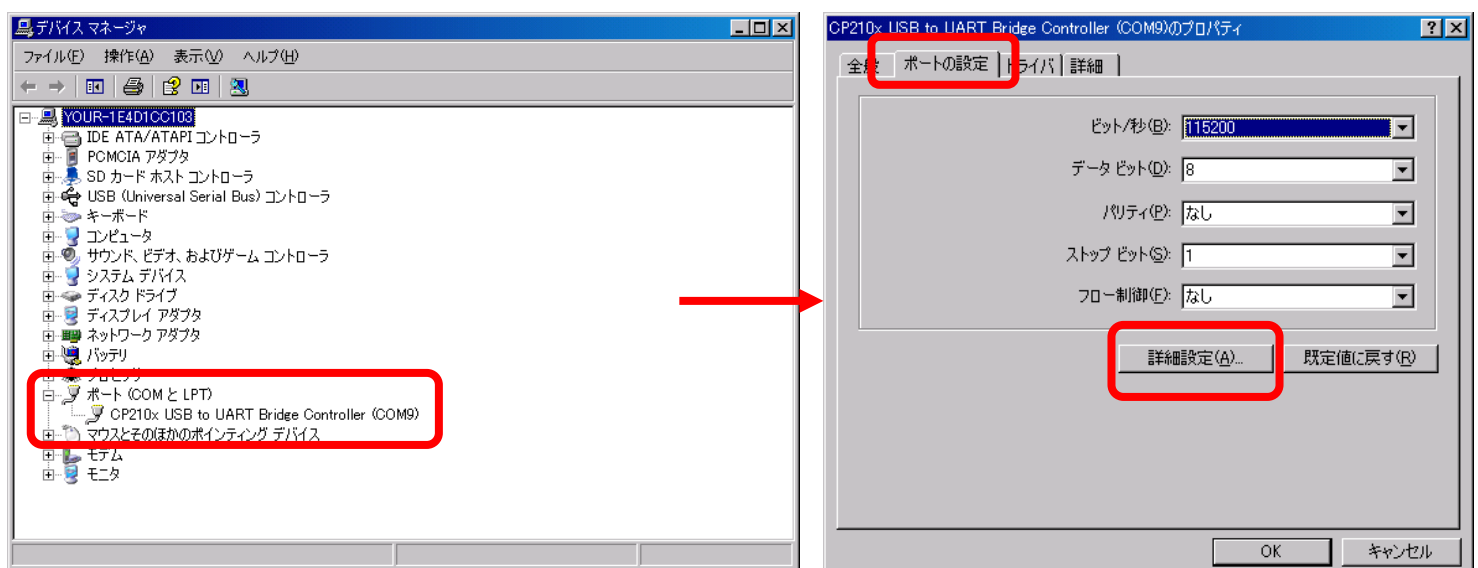 デバイス マネージャ
ファイル(F) 操作(A) 表示(V) ヘルプ(H)
YOUR-1E4D1CC103
IDE ATA/ATAPI コントローラ
PCMCIA アダプタ
SD カード ホスト コントローラ
USB (Universal Serial Bus) コントローラ
キーボード
コンピュータ
サウンド、ビデオ、およびゲーム コントローラ
システム デバイス
ディスク ドライブ
ディスプレイ アダプタ
ネットワーク アダプタ
バッテリ
ポート (COM と LPT)
CP210x USB to UART Bridge Controller (COM9)
マウスとそのほかのポインティング デバイス
モデム
モニタ
CP210x USB to UART Bridge Controller (COM9)のプロパティ
全般 ポートの設定 ドライバ 詳細
ビット/秒(B): 115200
データ ビット(D): 8
パリティ(P): なし
ストップ ビット(S): 1
フロー制御(F): なし
詳細設定(A)... 既定値に戻す(R)
OK キャンセル